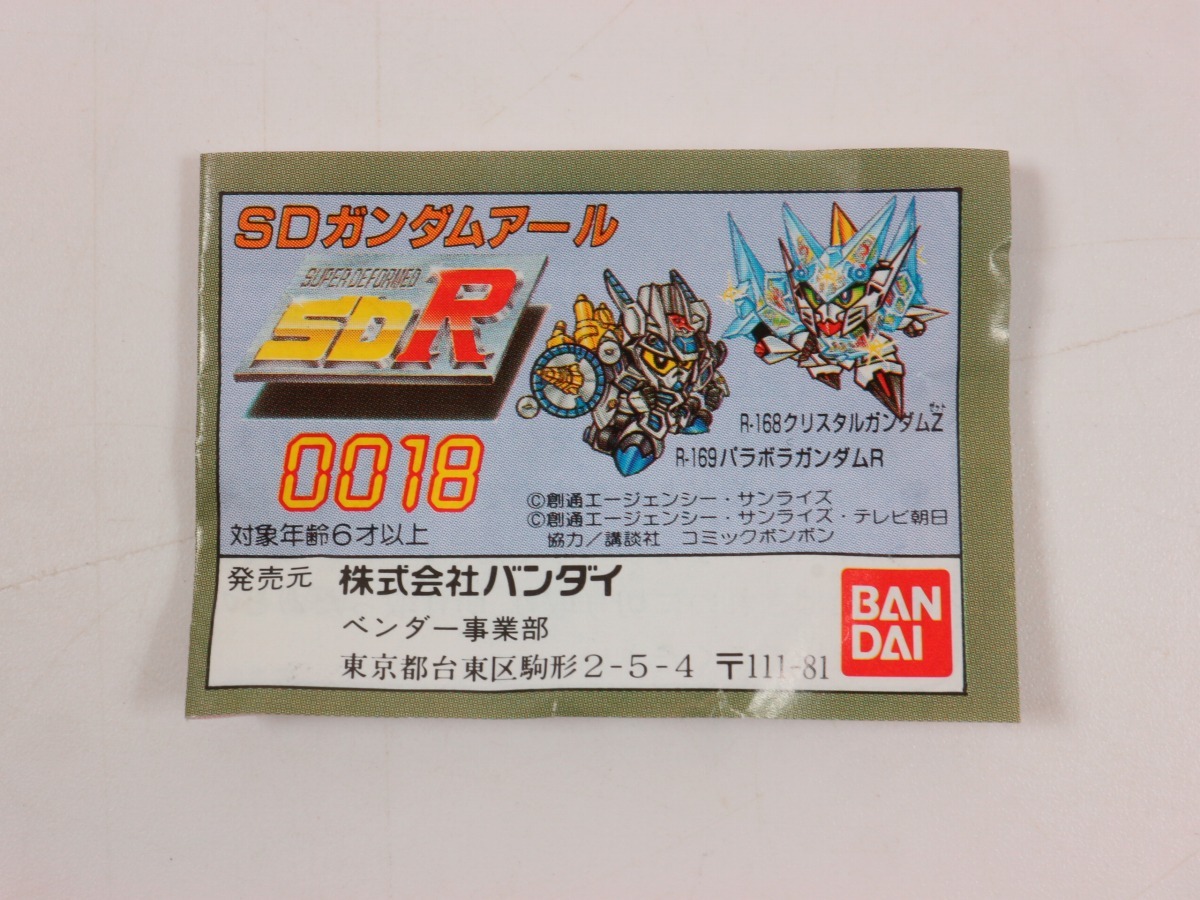 SDガンダムアール
SUPER DEFORMED
SDR
0018
対象年齢6才以上
ゼット
R-168クリスタルガンダムZ
R-169パラボラガンダムR
©創通エージェンシー・サンライズ
©創通エージェンシー・サンライズ・テレビ朝日
協力/講談社 コミックボンボン
発売元 株式会社バンダイ
ベンダー事業部
東京都台東区駒形2-5-4 〒111-81
BAN
DAI